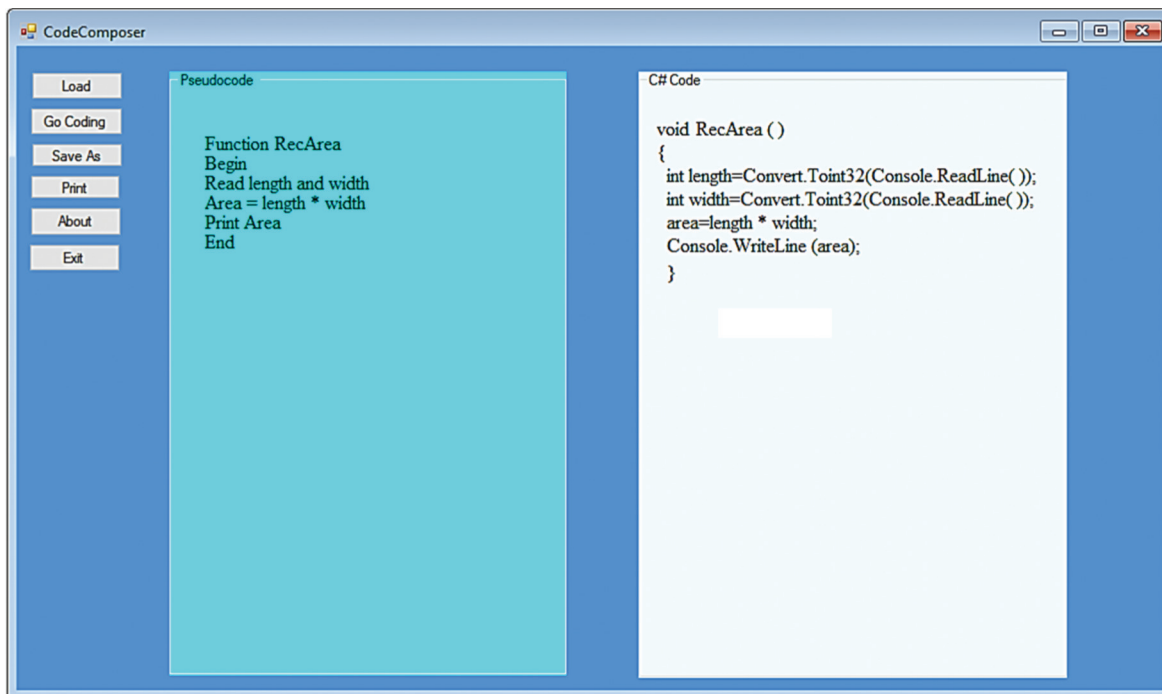 CodeComposer
Load
Go Coding
Save As
Print
About
Exit
Pseudocode
Function RecArea
Begin
Read length and width
Area = length * width
Print Area
End
C# Code
void RecArea ( )
{
int length=Convert.Toint32(Console.ReadLine( ));
int width=Convert.Toint32(Console.ReadLine( ));
area=length * width;
Console.WriteLine (area);
}